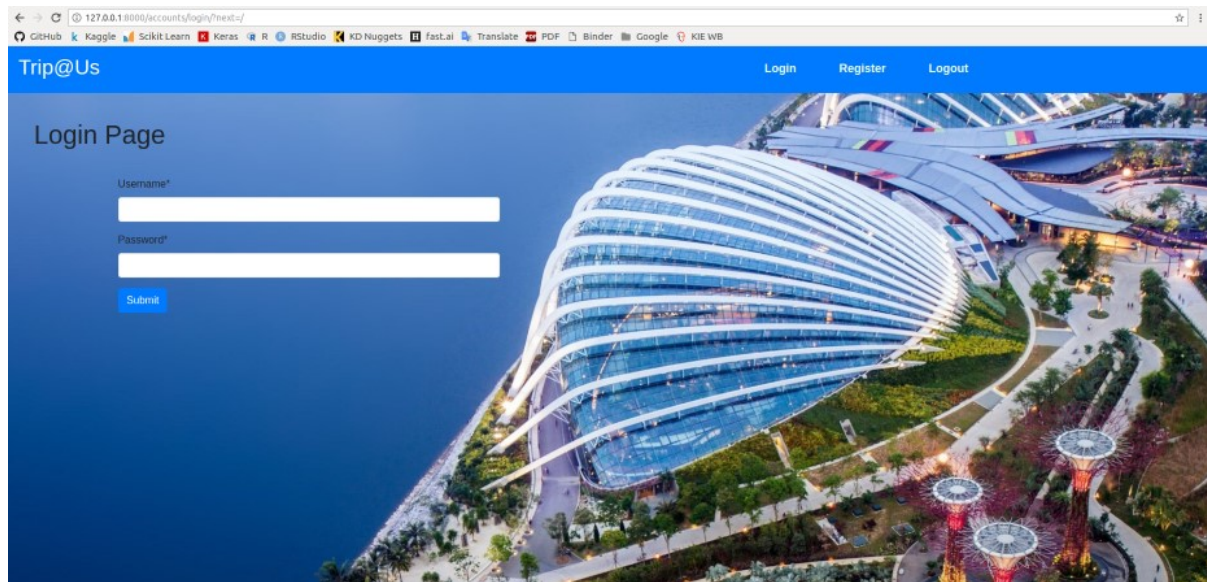 127.0.0.1:8000/accounts/login/?next=/
GitHub Kaggle Scikit Learn Keras R RStudio KD Nuggets fast.ai Translate PDF Binder Google KIE WB
Trip@Us Login Register Logout
Login Page
Username*
Password*
Submit